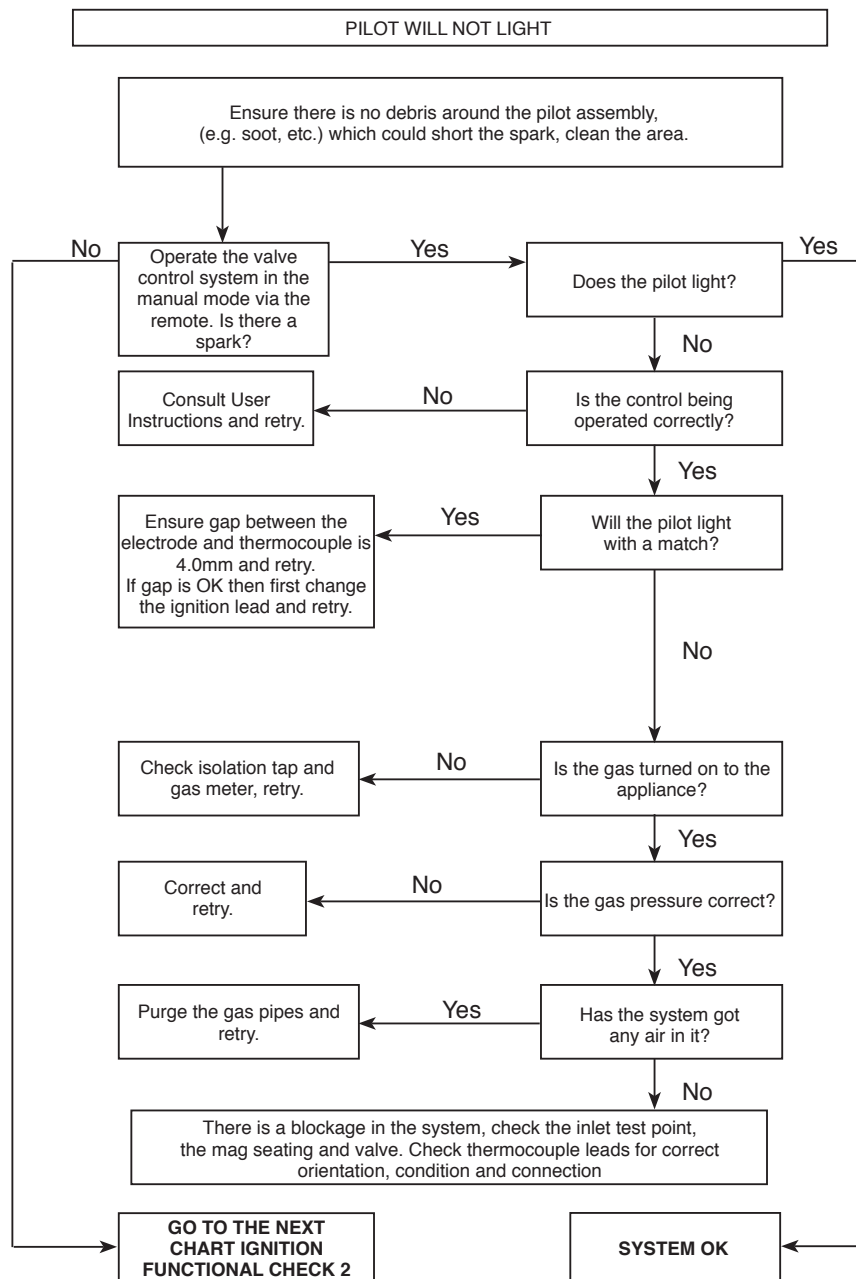 PILOT WILL NOT LIGHT
Ensure there is no debris around the pilot assembly,
(e.g. soot, etc.) which could short the spark, clean the area.
No
Operate the valve
control system in the
manual mode via the
remote. Is there a
spark?
Yes
Does the pilot light?
Yes
No
Consult User
Instructions and retry.
No
Is the control being
operated correctly?
Yes
Ensure gap between the
electrode and thermocouple is
4.0mm and retry.
If gap is OK then first change
the ignition lead and retry.
Yes
Will the pilot light
with a match?
No
Check isolation tap and
gas meter, retry.
No
Is the gas turned on to the
appliance?
Yes
Correct and
retry.
No
Is the gas pressure correct?
Yes
Purge the gas pipes and
retry.
Yes
Has the system got
any air in it?
No
There is a blockage in the system, check the inlet test point,
the mag seating and valve. Check thermocouple leads for correct
orientation, condition and connection
GO TO THE NEXT
CHART IGNITION
FUNCTIONAL CHECK 2
SYSTEM OK